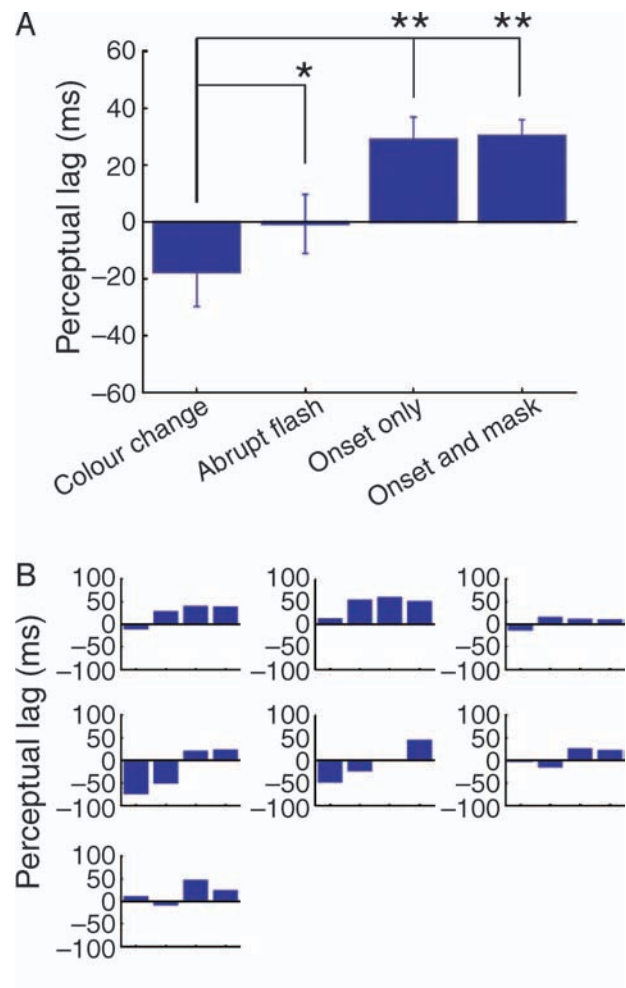 A
** **
*
Perceptual lag (ms)
60
40
20
0
−20
−40
−60
Colour change
Abrupt flash
Onset only
Onset and mask
B
Perceptual lag (ms)
100 100 100
50 50 50
0 0 0
−50 −50 −50
−100 −100 −100
100 100 100
50 50 50
0 0 0
−50 −50 −50
−100 −100 −100
100
50
0
−50
−100